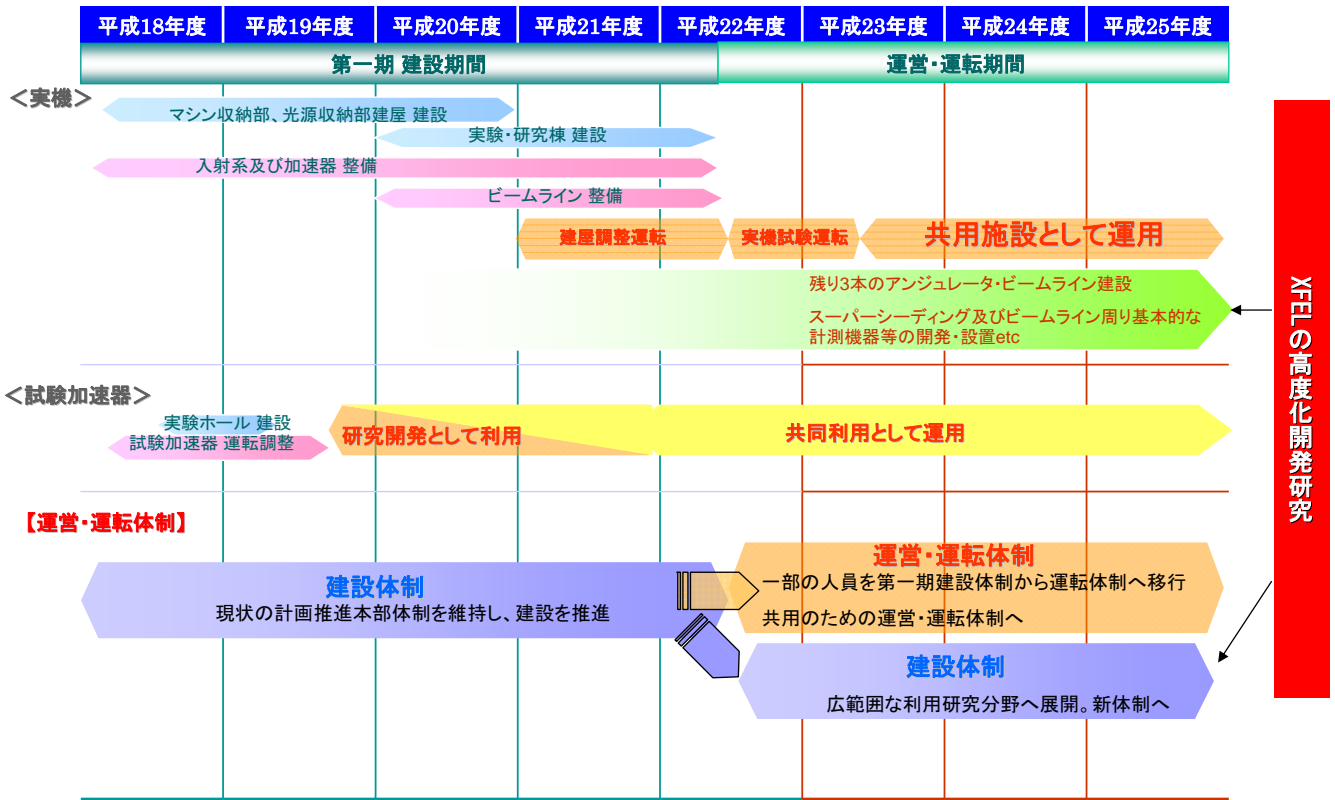 平成18年度 平成19年度 平成20年度 平成21年度 平成22年度 平成23年度 平成24年度 平成25年度
第一期 建設期間 運営・運転期間
＜実機＞
マシン収納部、光源収納部建屋 建設
実験・研究棟 建設
入射系及び加速器 整備
ビームライン 整備
建屋調整運転 実機試験運転 共用施設として運用
残り3本のアンジュレータ・ビームライン建設
スーパーシーディング及びビームライン周り基本的な
計測機器等の開発・設置etc
XFELの高度化開発研究
＜試験加速器＞
実験ホール 建設
試験加速器 運転調整
研究開発として利用 共同利用として運用
【運営・運転体制】
運営・運転体制
一部の人員を第一期建設体制から運転体制へ移行
共用のための運営・運転体制へ
建設体制
現状の計画推進本部体制を維持し、建設を推進
建設体制
広範囲な利用研究分野へ展開。新体制へ